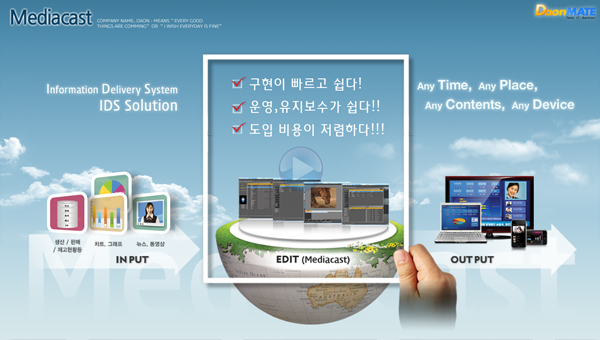 Mediacast
COMPANY NAME, DAON : MEANS " EVERY GOOD
THINGS ARE COMMING" OR " I WISH EVERYDAY IS FINE"
DaonMATE
Information Delivery System
IDS Solution
구현이 빠르고 쉽다!
운영,유지보수가 쉽다!!
도입 비용이 저렴하다!!!
Any Time, Any Place,
Any Contents, Any Device
생산 / 판매
/ 재고현황등
차트, 그래프
뉴스, 동영상
IN PUT
EDIT (Mediacast)
OUT PUT
Mediacast